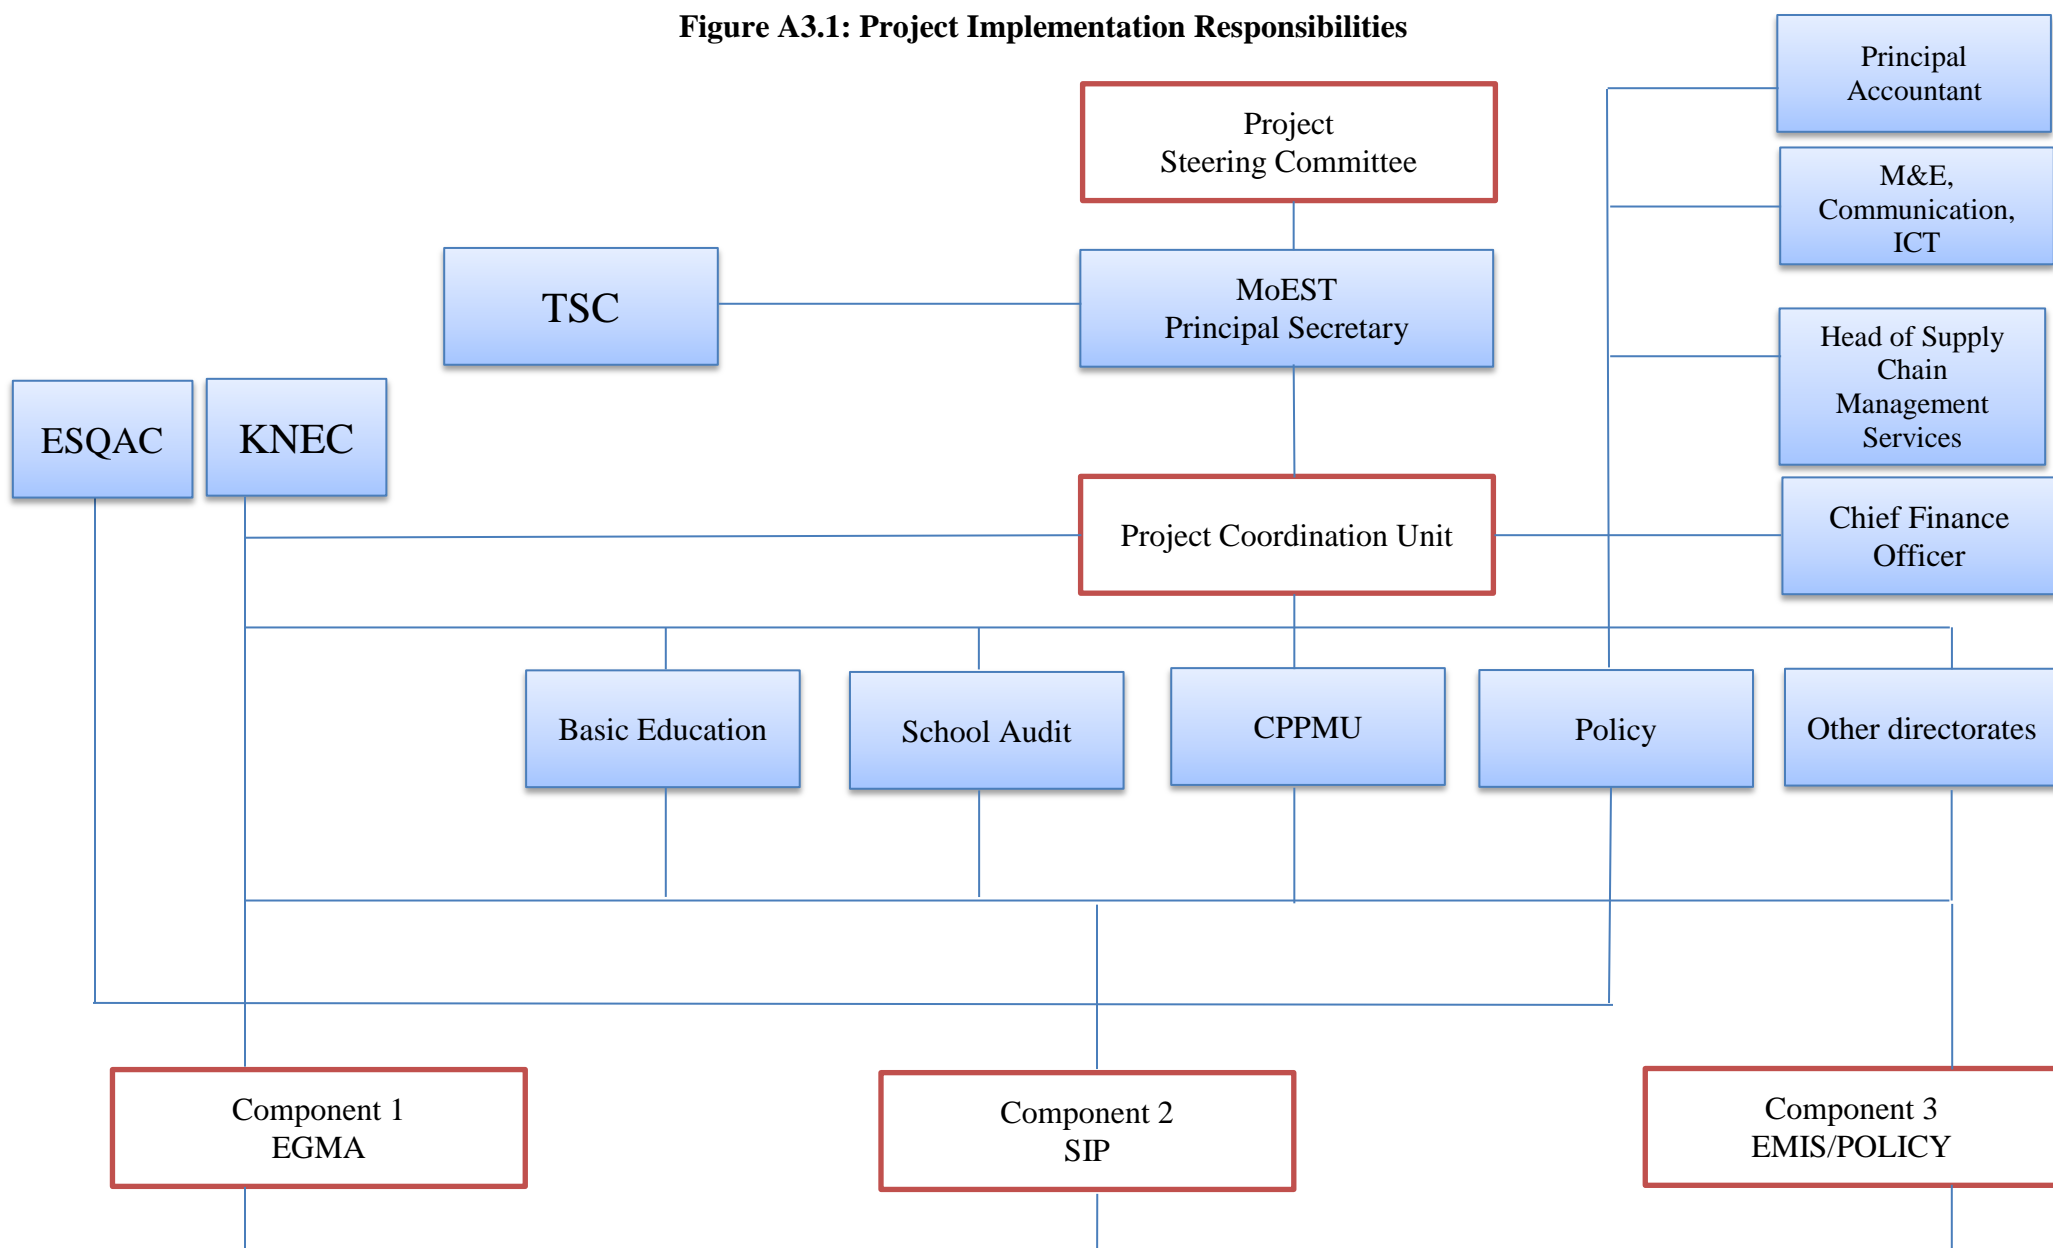 Figure A3.1: Project Implementation Responsibilities
Principal
Accountant
Project
Steering Committee
M&E,
Communication,
ICT
TSC
MoEST
Principal Secretary
Head of Supply
Chain
Management
Services
ESQAC
KNEC
Project Coordination Unit
Chief Finance
Officer
Basic Education
School Audit
CPPMU
Policy
Other directorates
Component 1
EGMA
Component 2
SIP
Component 3
EMIS/POLICY